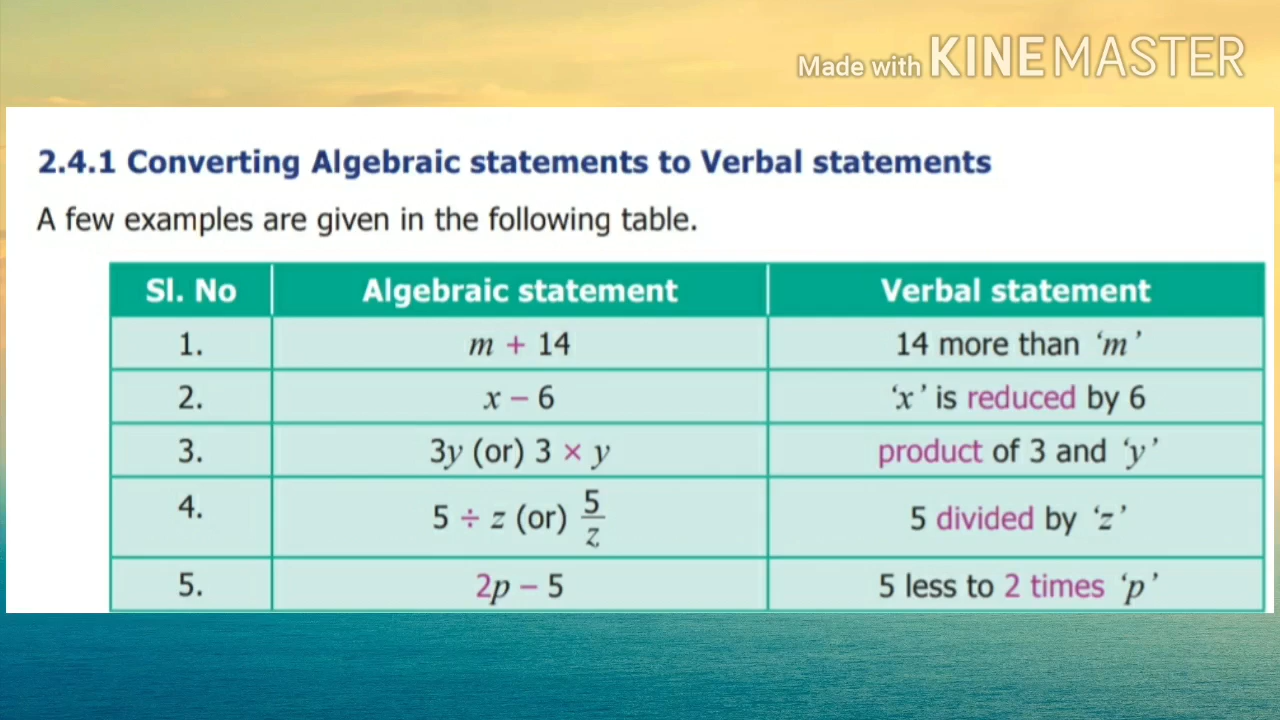 Made with KINEMASTER
2.4.1 Converting Algebraic statements to Verbal statements
A few examples are given in the following table.
Sl. No Algebraic statement Verbal statement
1. m + 14 14 more than ‘m’
2. x – 6 ‘x’ is reduced by 6
3. 3y (or) 3 × y product of 3 and ‘y’
4. 5 ÷ z (or) 5/z 5 divided by ‘z’
5. 2p – 5 5 less to 2 times ‘p’